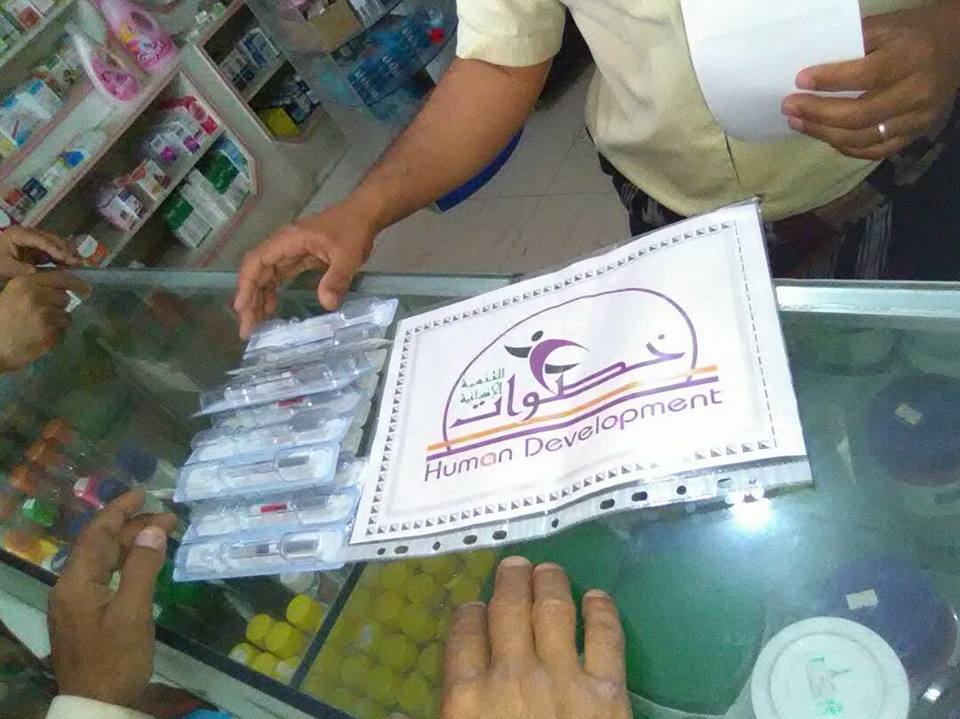 خطوات
للتنمية
الإنسانية
Human Development